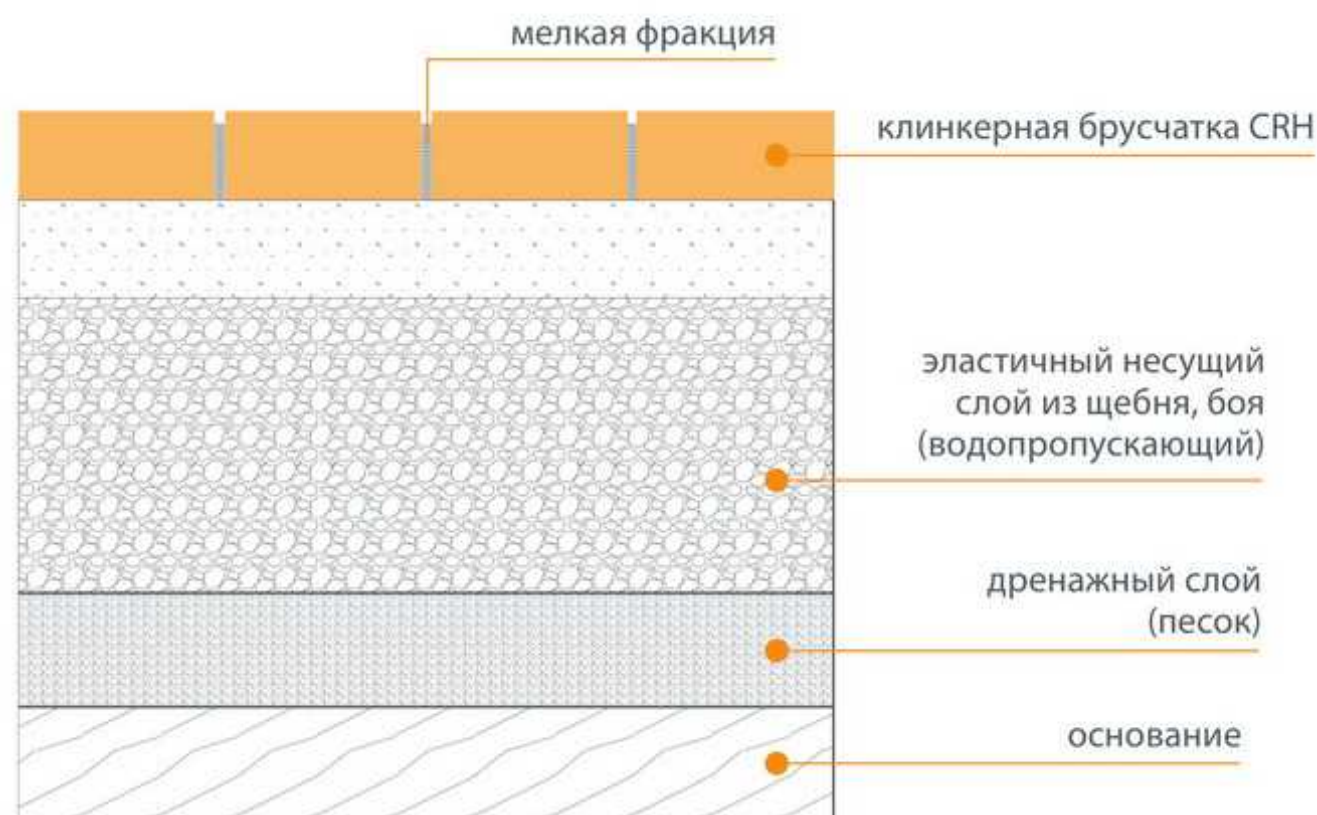 мелкая фракция
клинкерная брусчатка CRH
эластичный несущий
слой из щебня, боя
(водопропускающий)
дренажный слой
(песок)
основание